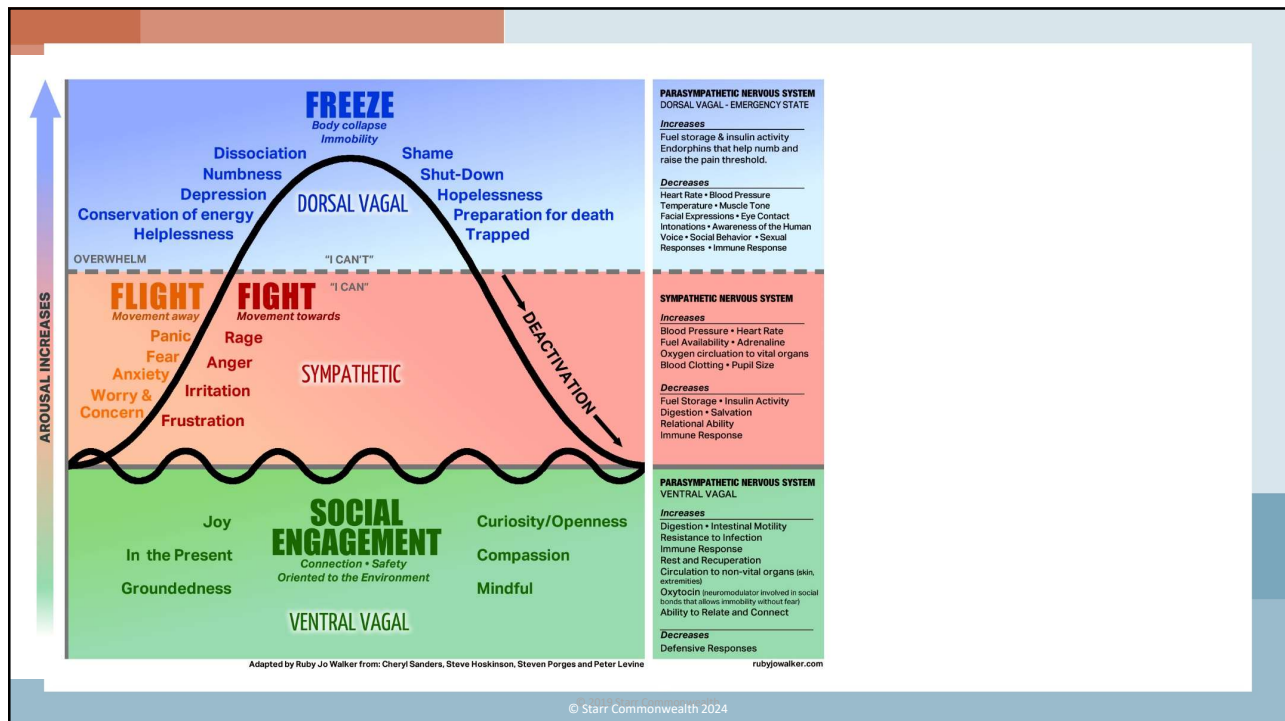 AROUSAL INCREASES
FREEZE
Body collapse
Immobility
Dissociation
Numbness
Depression
Conservation of energy
Helplessness
Shame
Shut-Down
Hopelessness
Preparation for death
Trapped
DORSAL VAGAL
OVERWHELM
"I CAN'T"
"I CAN"
FLIGHT
Movement away
Panic
Fear
Anxiety
Worry &
Concern
FIGHT
Movement towards
Rage
Anger
Irritation
Frustration
SYMPATHETIC
DEACTIVATION
SOCIAL
ENGAGEMENT
Connection • Safety
Oriented to the Environment
Joy
In the Present
Groundedness
Curiosity/Openness
Compassion
Mindful
VENTRAL VAGAL
PARASYMPATHETIC NERVOUS SYSTEM
DORSAL VAGAL - EMERGENCY STATE
Increases
Fuel storage & insulin activity
Endorphins that help numb and
raise the pain threshold.
Decreases
Heart Rate • Blood Pressure
Temperature • Muscle Tone
Facial Expressions • Eye Contact
Intonations • Awareness of the Human
Voice • Social Behavior • Sexual
Responses • Immune Response
SYMPATHETIC NERVOUS SYSTEM
Increases
Blood Pressure • Heart Rate
Fuel Availability • Adrenaline
Oxygen circluation to vital organs
Blood Clotting • Pupil Size
Decreases
Fuel Storage • Insulin Activity
Digestion • Salvation
Relational Ability
Immune Response
PARASYMPATHETIC NERVOUS SYSTEM
VENTRAL VAGAL
Increases
Digestion • Intestinal Motility
Resistance to Infection
Immune Response
Rest and Recuperation
Circulation to non-vital organs (skin,
extremities)
Oxytocin (neuromodulator involved in social
bonds that allows immobility without fear)
Ability to Relate and Connect
Decreases
Defensive Responses
Adapted by Ruby Jo Walker from: Cheryl Sanders, Steve Hoskinson, Steven Porges and Peter Levine
rubyjowalker.com
© Starr Commonwealth 2024